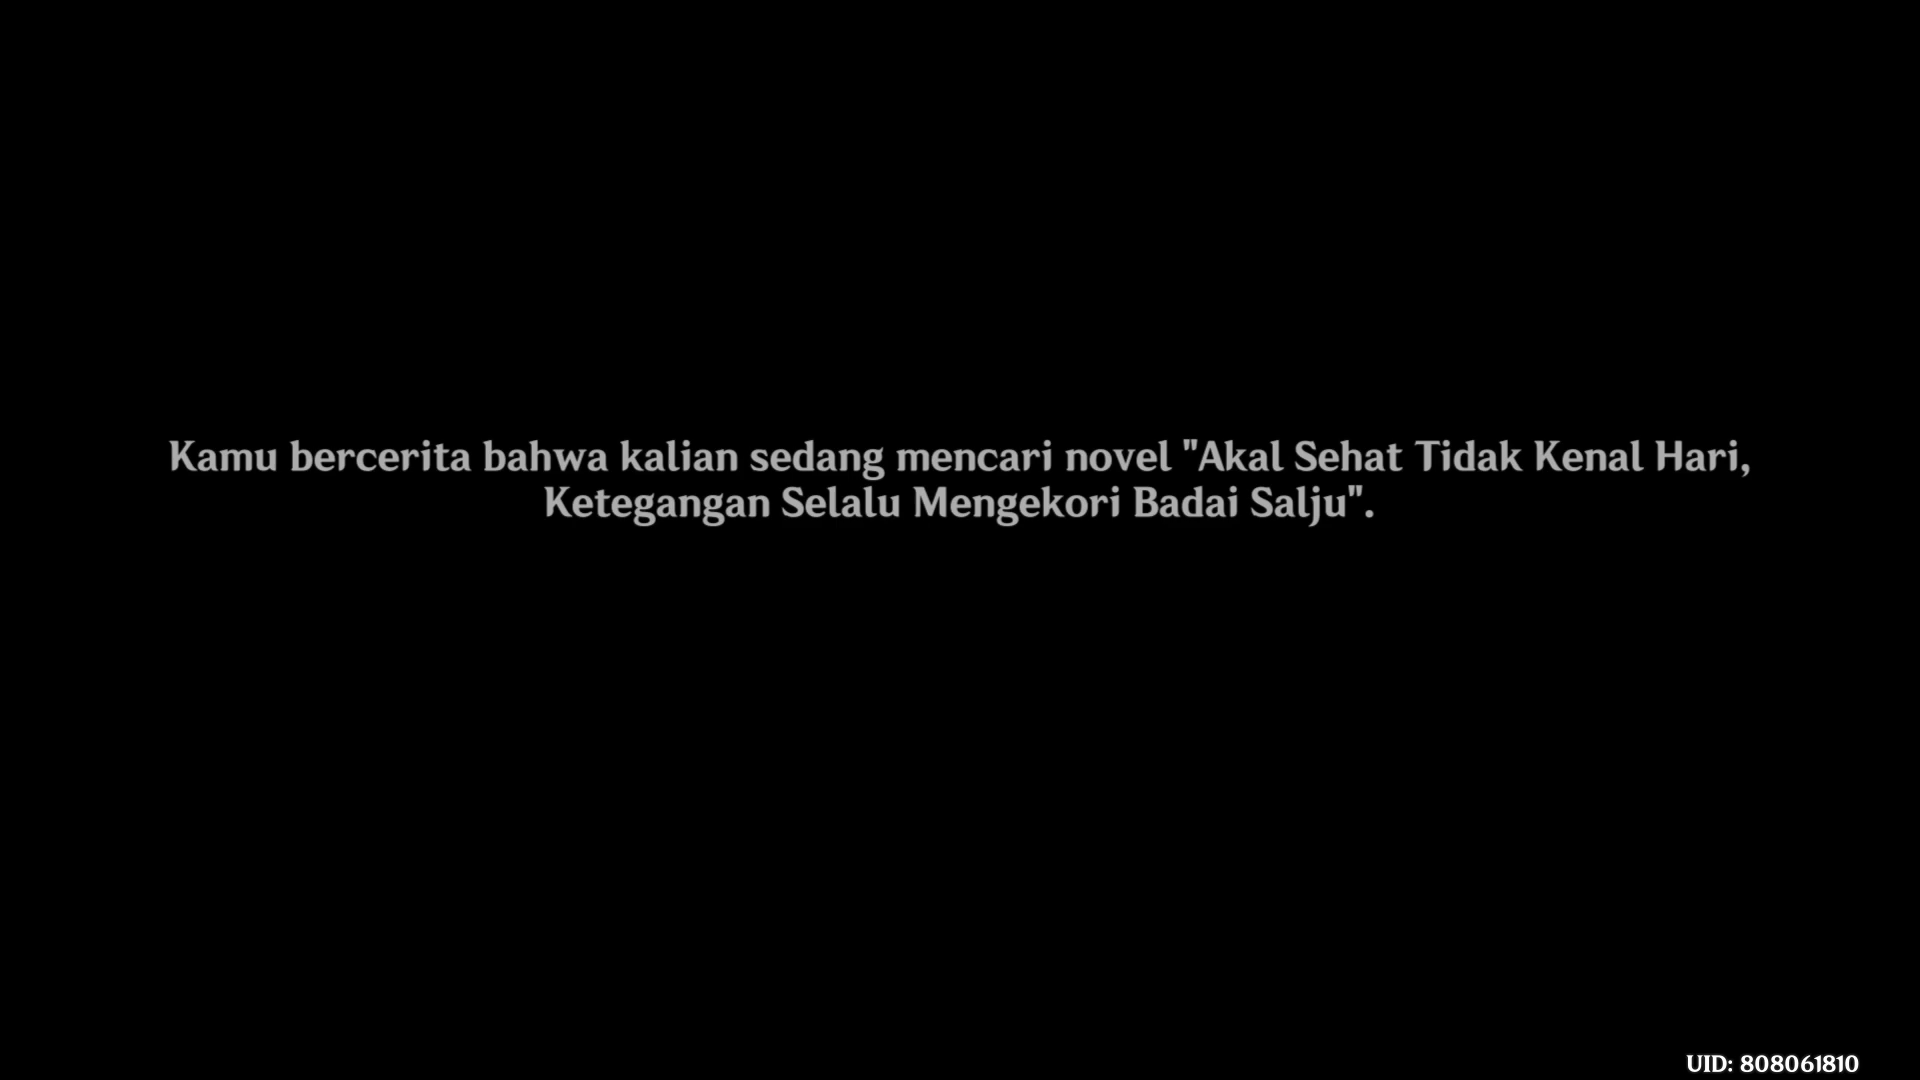 Kamu bercerita bahwa kalian sedang mencari novel "Akal Sehat Tidak Kenal Hari,
Ketegangan Selalu Mengekori Badai Salju".
UID: 808061810